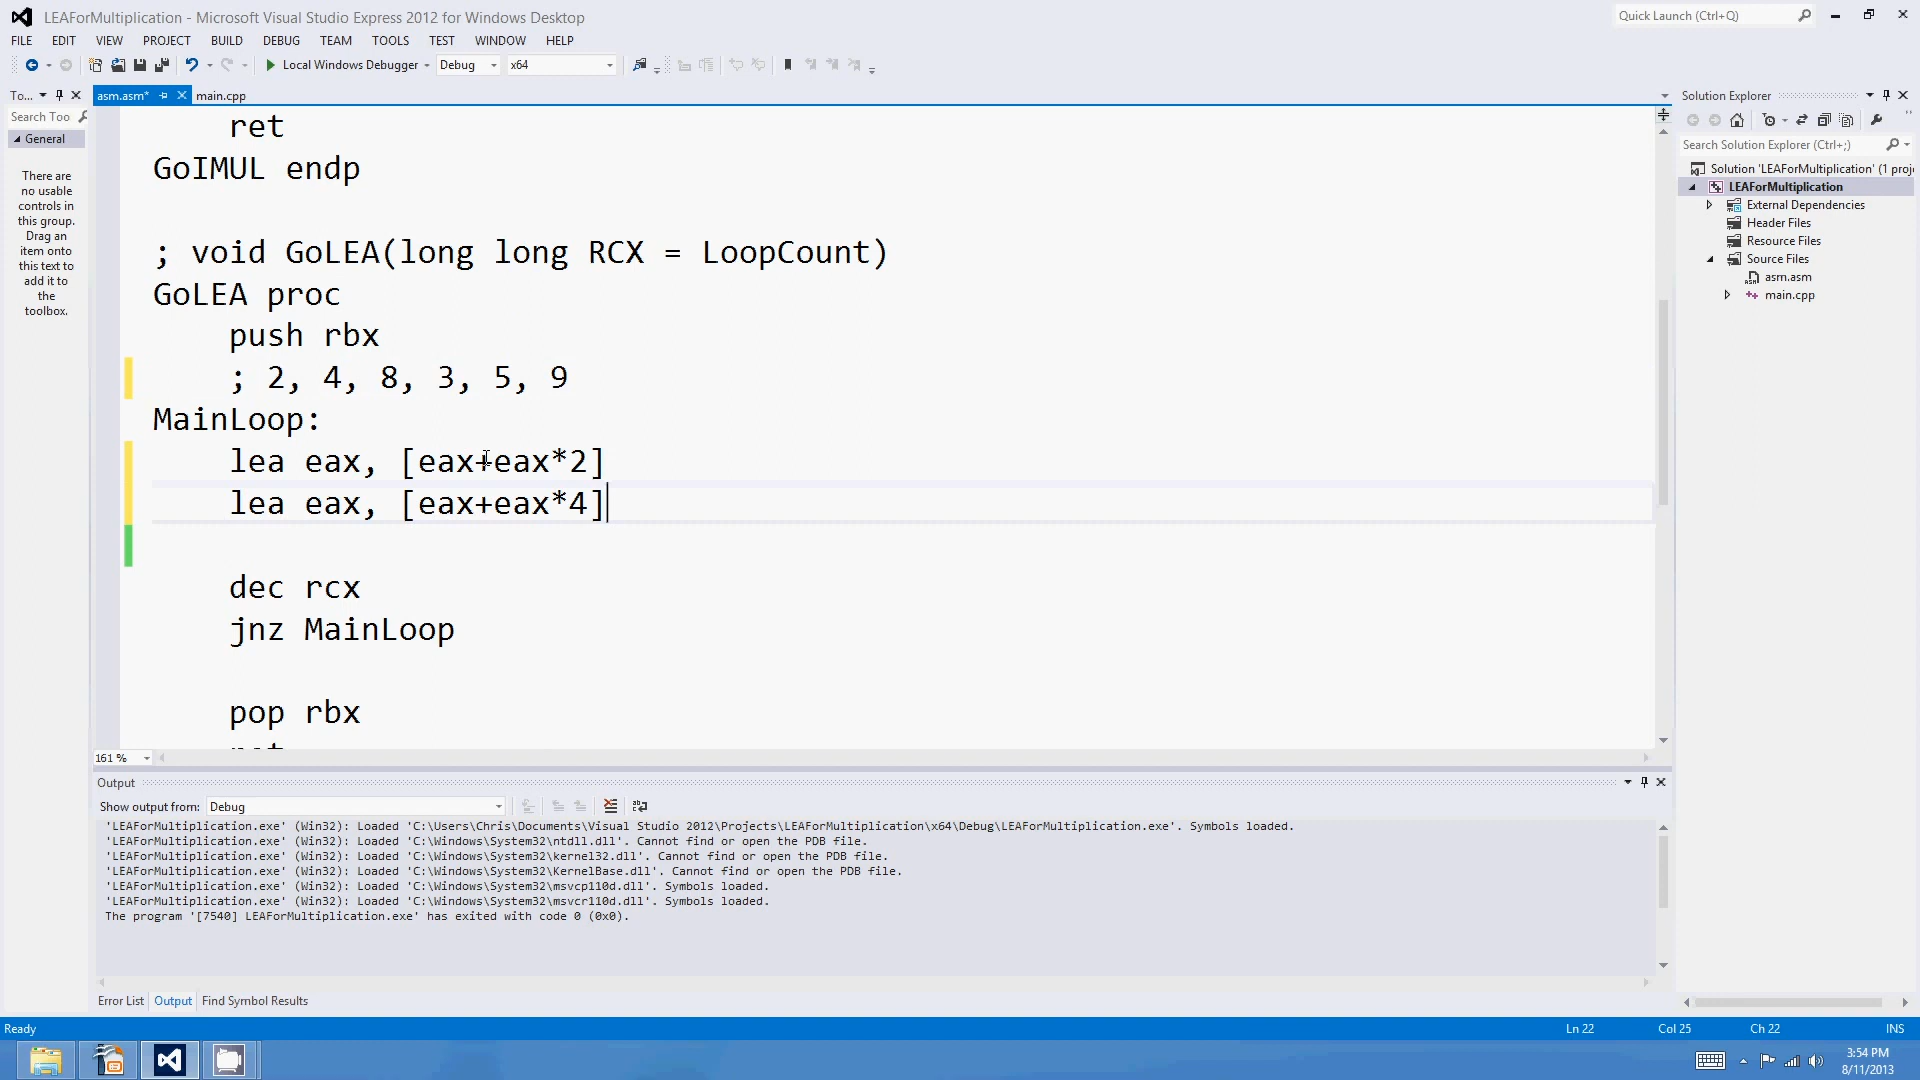 LEAForMultiplication - Microsoft Visual Studio Express 2012 for Windows Desktop
Quick Launch (Ctrl+Q)
FILE EDIT VIEW PROJECT BUILD DEBUG TEAM TOOLS TEST WINDOW HELP
Local Windows Debugger Debug x64
To... asm.asm* main.cpp
Search Too
General
There are
no usable
controls in
this group.
Drag an
item onto
this text to
add it to
the
toolbox.
ret
GoIMUL endp
; void GoLEA(long long RCX = LoopCount)
GoLEA proc
push rbx
; 2, 4, 8, 3, 5, 9
MainLoop:
lea eax, [eax+eax*2]
lea eax, [eax+eax*4]
dec rcx
jnz MainLoop
pop rbx
161 %
Solution Explorer
Search Solution Explorer (Ctrl+;)
Solution 'LEAForMultiplication' (1 proj
LEAForMultiplication
External Dependencies
Header Files
Resource Files
Source Files
asm.asm
main.cpp
Output
Show output from: Debug
'LEAForMultiplication.exe' (Win32): Loaded 'C:\Users\Chris\Documents\Visual Studio 2012\Projects\LEAForMultiplication\x64\Debug\LEAForMultiplication.exe'. Symbols loaded.
'LEAForMultiplication.exe' (Win32): Loaded 'C:\Windows\System32\ntdll.dll'. Cannot find or open the PDB file.
'LEAForMultiplication.exe' (Win32): Loaded 'C:\Windows\System32\kernel32.dll'. Cannot find or open the PDB file.
'LEAForMultiplication.exe' (Win32): Loaded 'C:\Windows\System32\KernelBase.dll'. Cannot find or open the PDB file.
'LEAForMultiplication.exe' (Win32): Loaded 'C:\Windows\System32\msvcp110d.dll'. Symbols loaded.
'LEAForMultiplication.exe' (Win32): Loaded 'C:\Windows\System32\msvcr110d.dll'. Symbols loaded.
The program '[7540] LEAForMultiplication.exe' has exited with code 0 (0x0).
Error List Output Find Symbol Results
Ready Ln 22 Col 25 Ch 22 INS
3:54 PM
8/11/2013